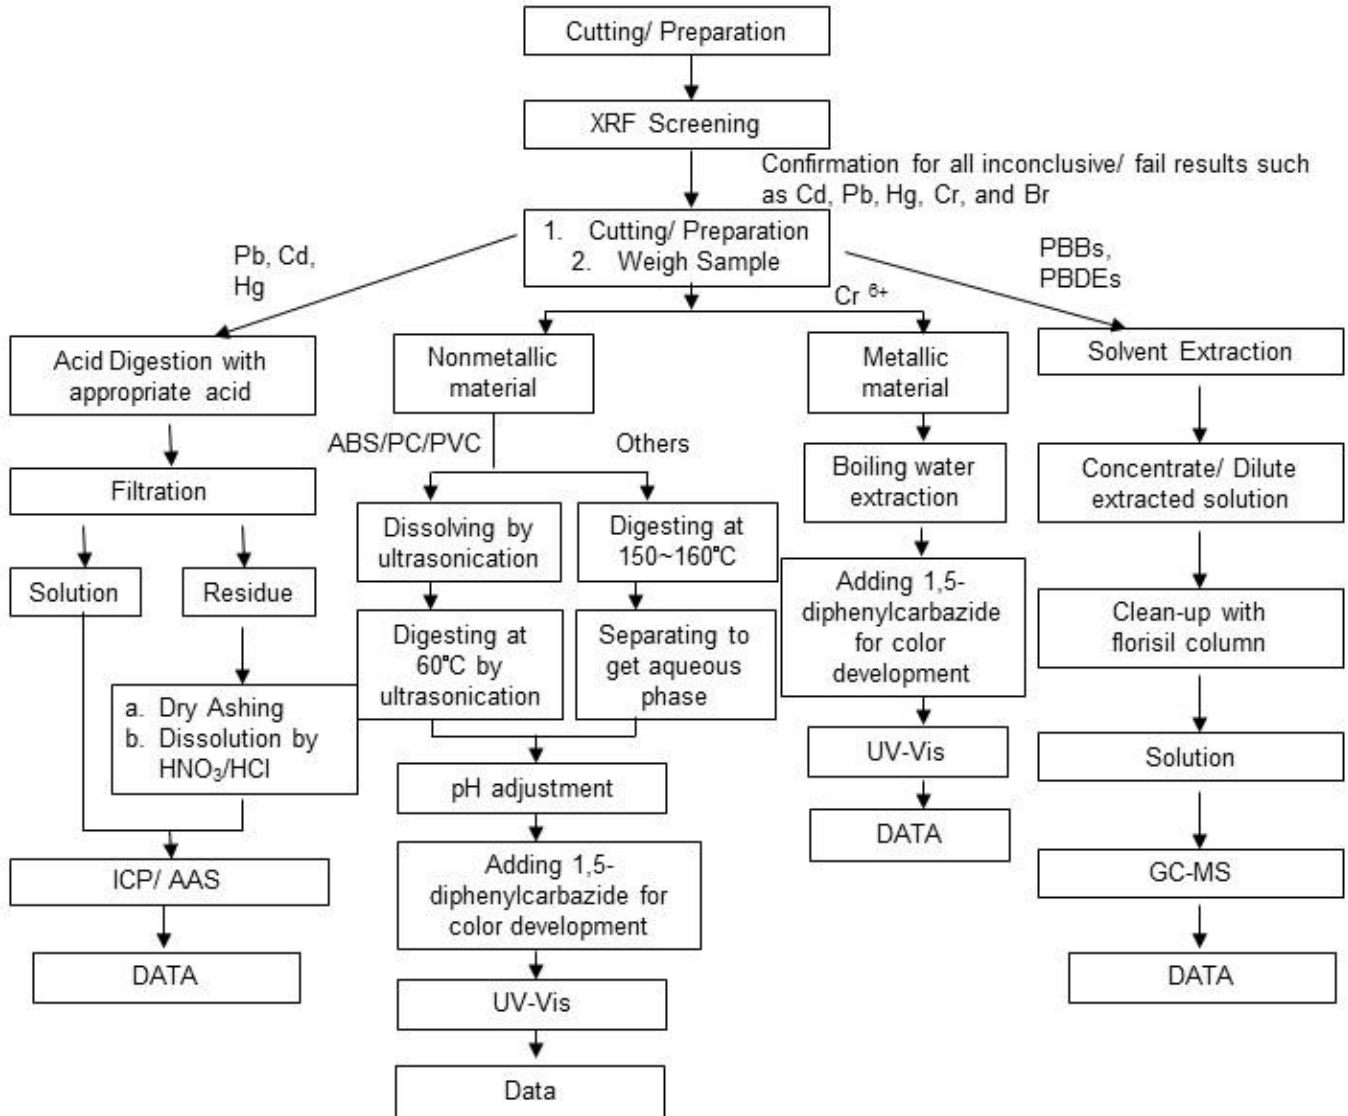 Cutting/ Preparation
XRF Screening
Confirmation for all inconclusive/ fail results such
as Cd, Pb, Hg, Cr, and Br
1. Cutting/ Preparation
2. Weigh Sample
Pb, Cd,
Hg
Cr 6+
PBBs,
PBDEs
Acid Digestion with
appropriate acid
Filtration
Solution
Residue
a. Dry Ashing
b. Dissolution by
HNO₃/HCl
ICP/ AAS
DATA
Nonmetallic
material
ABS/PC/PVC
Others
Dissolving by
ultrasonication
Digesting at
60°C by
ultrasonication
Digesting at
150~160°C
Separating to
get aqueous
phase
pH adjustment
Adding 1,5-
diphenylcarbazide for
color development
UV-Vis
Data
Metallic
material
Boiling water
extraction
Adding 1,5-
diphenylcarbazide
for color
development
UV-Vis
DATA
Solvent Extraction
Concentrate/ Dilute
extracted solution
Clean-up with
florisil column
Solution
GC-MS
DATA